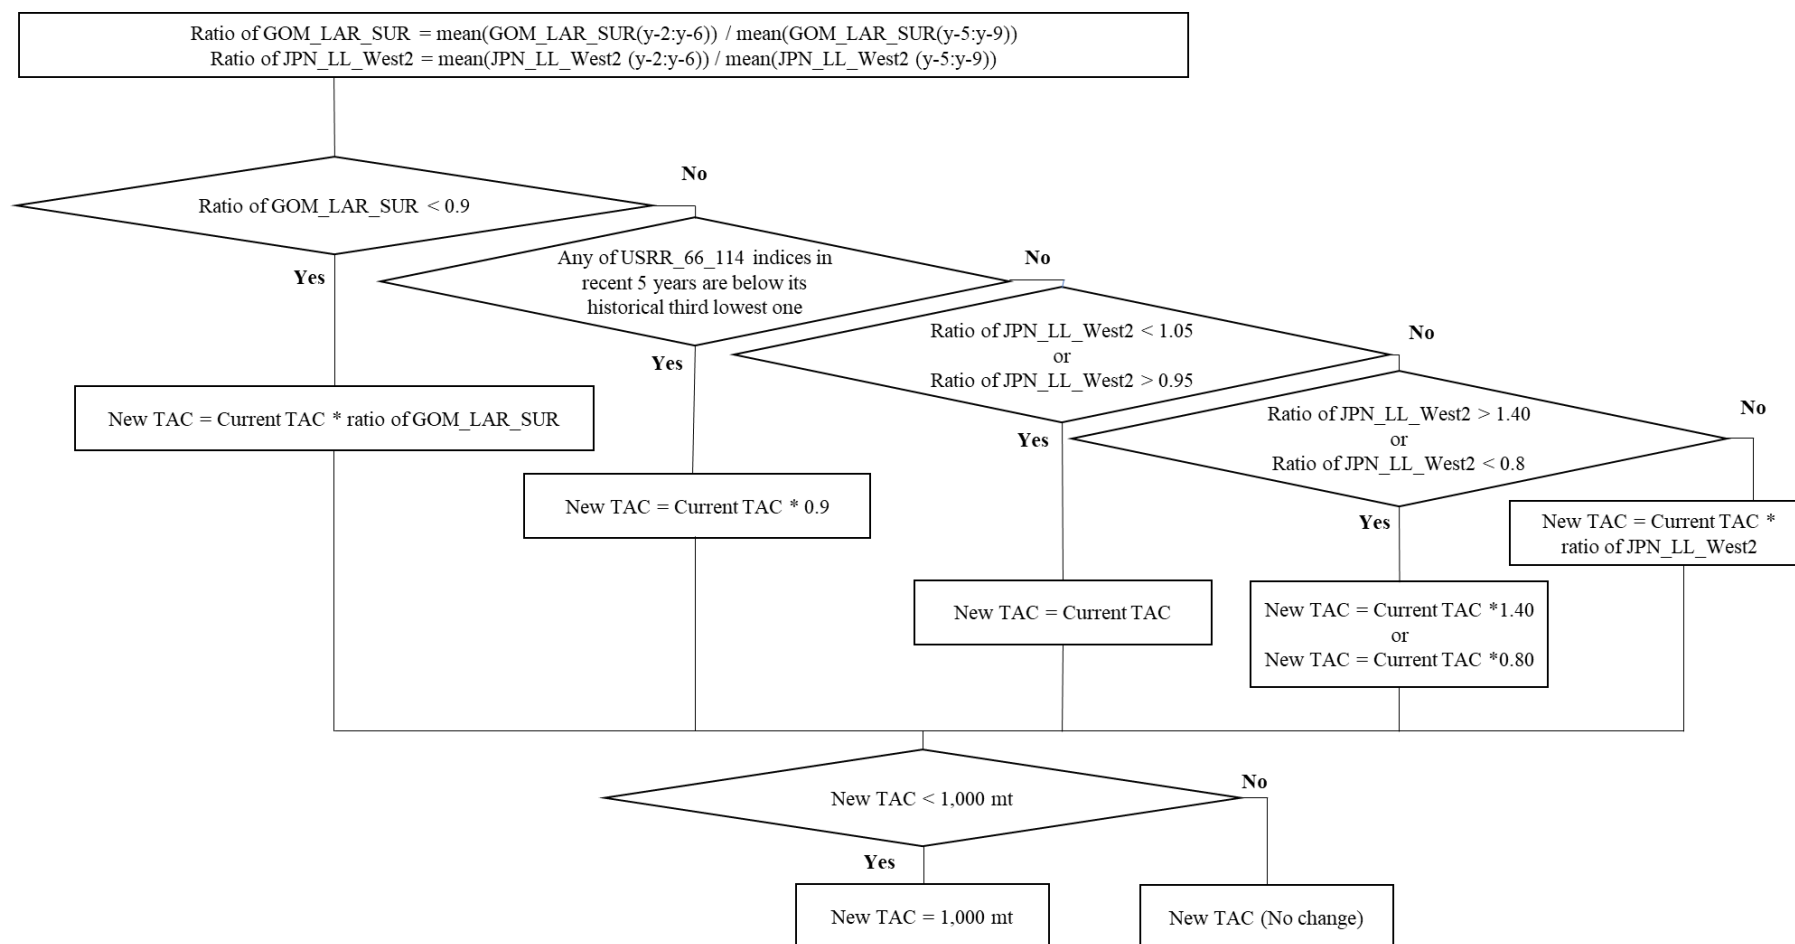 Ratio of GOM_LAR_SUR = mean(GOM_LAR_SUR(y-2:y-6)) / mean(GOM_LAR_SUR(y-5:y-9))
Ratio of JPN_LL_West2 = mean(JPN_LL_West2 (y-2:y-6)) / mean(JPN_LL_West2 (y-5:y-9))
Ratio of GOM_LAR_SUR < 0.9
No
Yes
Any of USRR_66_114 indices in
recent 5 years are below its
historical third lowest one
No
Yes
Ratio of JPN_LL_West2 < 1.05
or
Ratio of JPN_LL_West2 > 0.95
No
Yes
Ratio of JPN_LL_West2 > 1.40
or
Ratio of JPN_LL_West2 < 0.8
No
Yes
New TAC = Current TAC * ratio of GOM_LAR_SUR
New TAC = Current TAC * 0.9
New TAC = Current TAC
New TAC = Current TAC *1.40
or
New TAC = Current TAC *0.80
New TAC = Current TAC *
ratio of JPN_LL_West2
New TAC < 1,000 mt
No
Yes
New TAC = 1,000 mt
New TAC (No change)